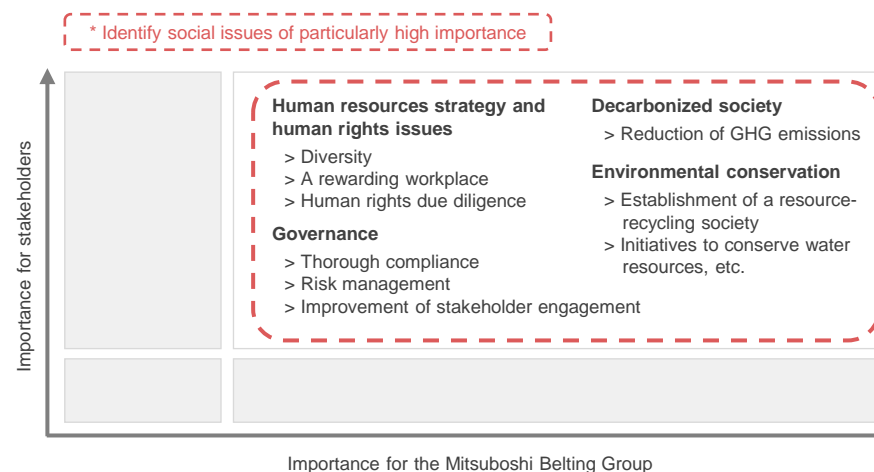 * Identify social issues of particularly high importance
Importance for stakeholders
Human resources strategy and
human rights issues
> Diversity
> A rewarding workplace
> Human rights due diligence
Governance
> Thorough compliance
> Risk management
> Improvement of stakeholder engagement
Decarbonized society
> Reduction of GHG emissions
Environmental conservation
> Establishment of a resource-
recycling society
> Initiatives to conserve water
resources, etc.
Importance for the Mitsuboshi Belting Group